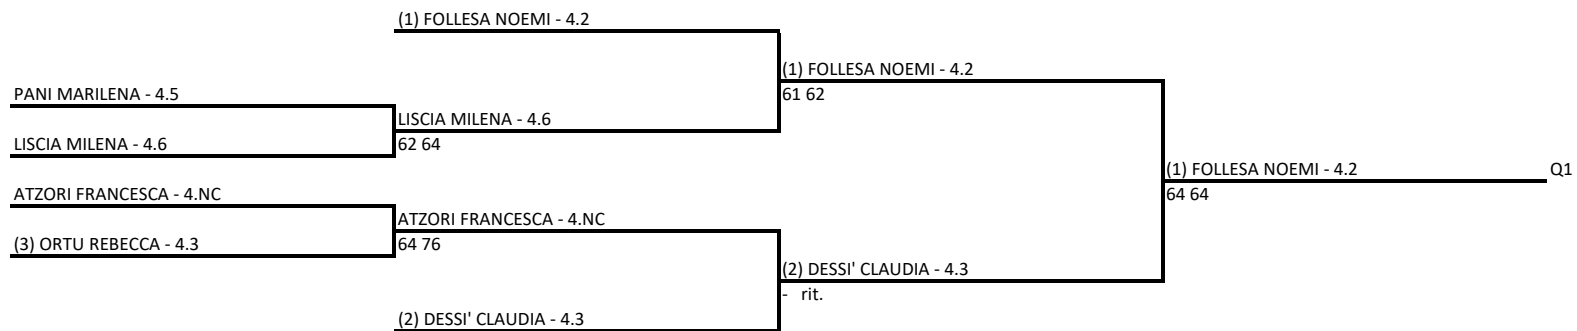 (1) FOLLESA NOEMI - 4.2
(1) FOLLESA NOEMI - 4.2
PANI MARILENA - 4.5
61 62
LISCIA MILENA - 4.6
LISCIA MILENA - 4.6
62 64
(1) FOLLESA NOEMI - 4.2
Q1
ATZORI FRANCESCA - 4.NC
64 64
ATZORI FRANCESCA - 4.NC
(3) ORTU REBECCA - 4.3
64 76
(2) DESSI' CLAUDIA - 4.3
- rit.
(2) DESSI' CLAUDIA - 4.3